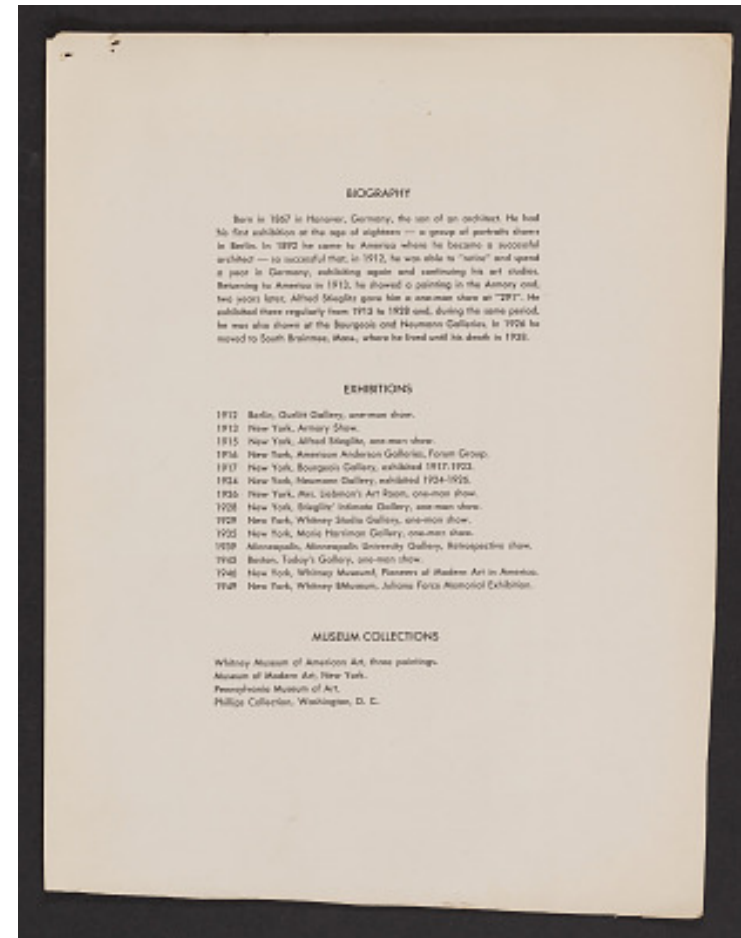 BIOGRAPHY
Born in 1867 in Hanover, Germany, the son of an architect. He had
his first exhibition at the age of eighteen — a group of portraits shown
in Berlin. In 1892 he came to America where he became a successful
architect — so successful that, in 1912, he was able to "retire" and spend
a year in Germany, exhibiting again and continuing his art studies.
Returning to America in 1913, he showed a painting in the Armory and,
two years later, Alfred Stieglitz gave him a one-man show at "291". He
exhibited there regularly from 1915 to 1928 and, during the same period,
he was also shown at the Bourgeois and Neumann Galleries. In 1926 he
moved to South Braintree, Mass., where he lived until his death in 1938.
EXHIBITIONS
1912 Berlin, Gurlitt Gallery, one-man show.
1913 New York, Armory Show.
1915 New York, Alfred Stieglitz, one-man show.
1916 New York, American Anderson Galleries, Forum Group.
1917 New York, Bourgeois Gallery, exhibited 1917-1923.
1924 New York, Neumann Gallery, exhibited 1924-1925.
1926 New York, Mrs. Liebman's Art Room, one-man show.
1928 New York, Stieglitz' Intimate Gallery, one-man show.
1929 New York, Whitney Studio Gallery, one-man show.
1935 New York, Marie Harriman Gallery, one-man show.
1939 Minneapolis, Minneapolis University Gallery, Retrospective show.
1945 Boston, Today's Gallery, one-man show.
1946 New York, Whitney Museum, Pioneers of Modern Art in America.
1949 New York, Whitney Museum, Juliana Force Memorial Exhibition.
MUSEUM COLLECTIONS
Whitney Museum of American Art, three paintings.
Museum of Modern Art, New York.
Pennsylvania Museum of Art.
Phillips Collection, Washington, D. C.